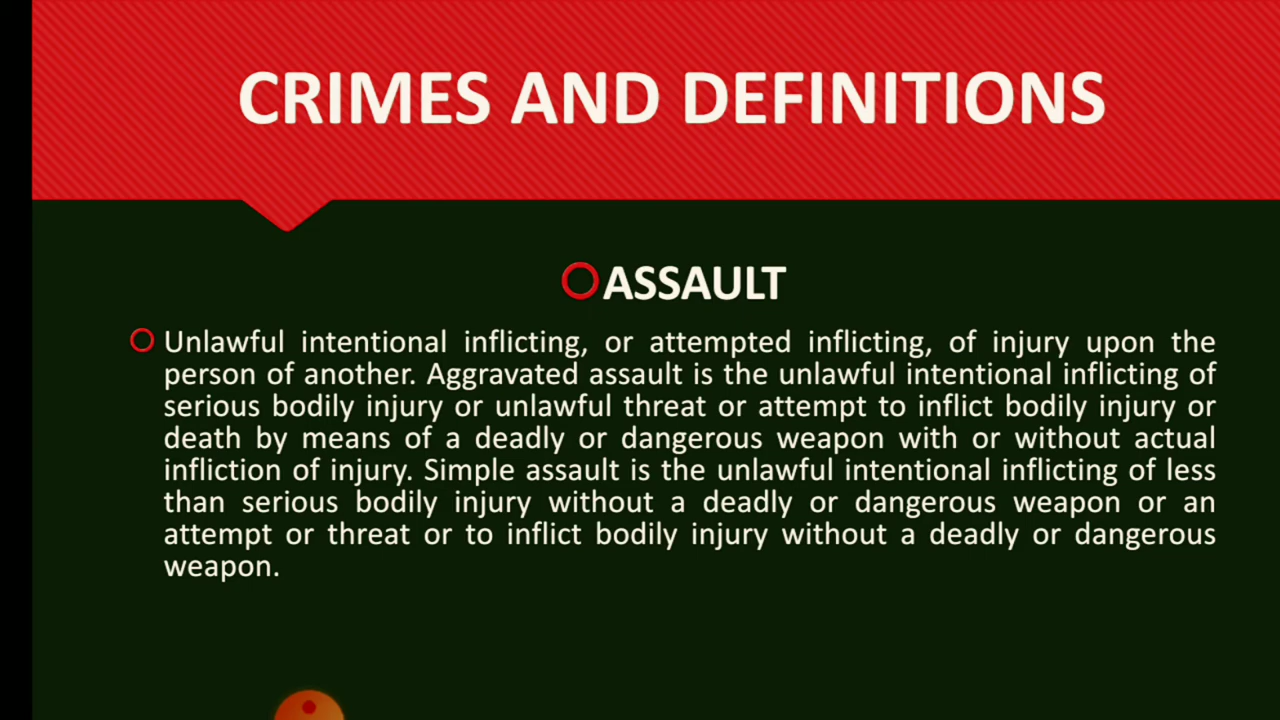 CRIMES AND DEFINITIONS
ASSAULT
Unlawful intentional inflicting, or attempted inflicting, of injury upon the
person of another. Aggravated assault is the unlawful intentional inflicting of
serious bodily injury or unlawful threat or attempt to inflict bodily injury or
death by means of a deadly or dangerous weapon with or without actual
infliction of injury. Simple assault is the unlawful intentional inflicting of less
than serious bodily injury without a deadly or dangerous weapon or an
attempt or threat or to inflict bodily injury without a deadly or dangerous
weapon.